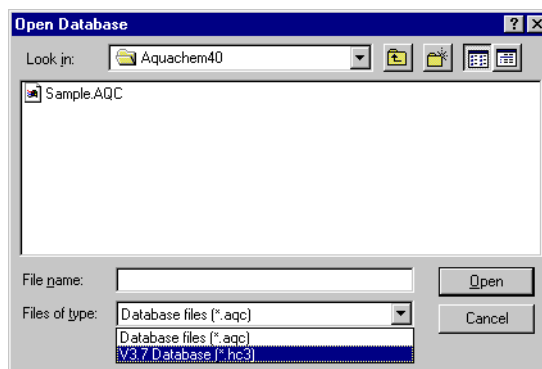 Open Database
Look in: Aquachem40
Sample.AQC
File name: Open
Files of type: Database files (*.aqc) Cancel
Database files (*.aqc)
V3.7 Database (*.hc3)